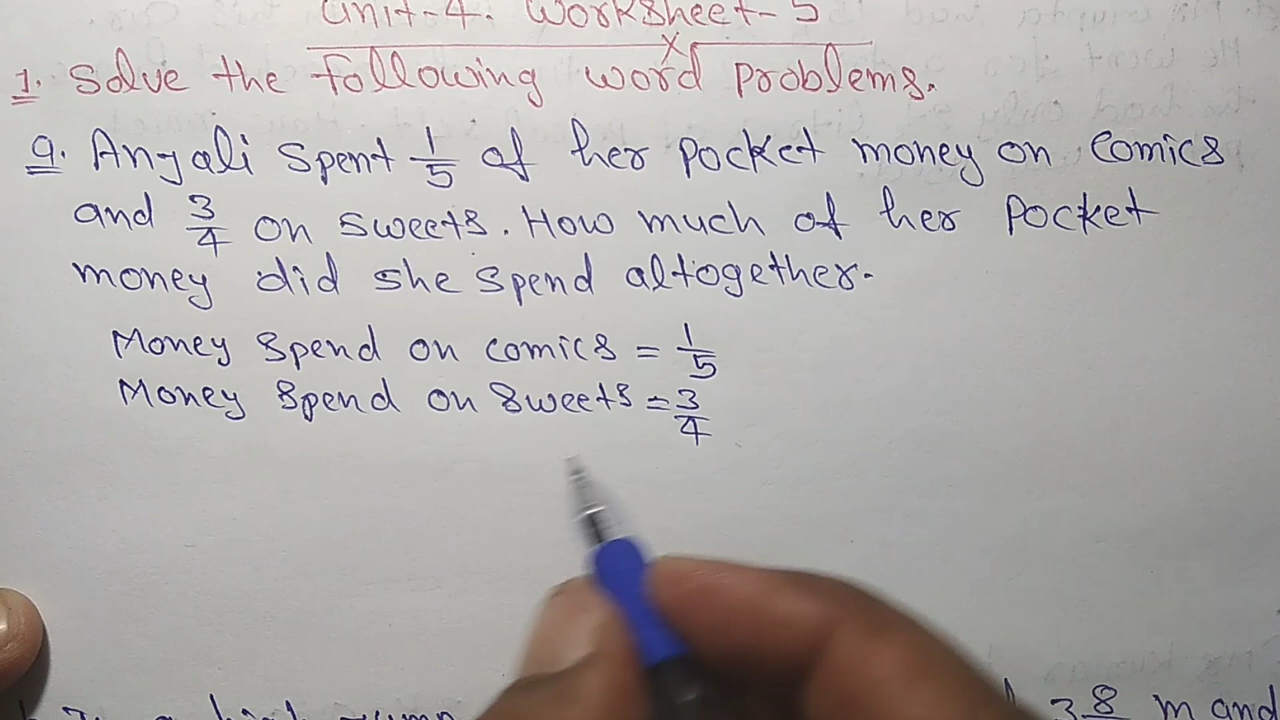 Unit-4. Worksheet-5
1. Solve the following word problems.
a. Anjali spent 1/5 of her pocket money on comics
and 3/4 on sweets. How much of her pocket
money did she spend altogether.
Money spend on comics = 1/5
Money spend on sweets = 3/4
m and